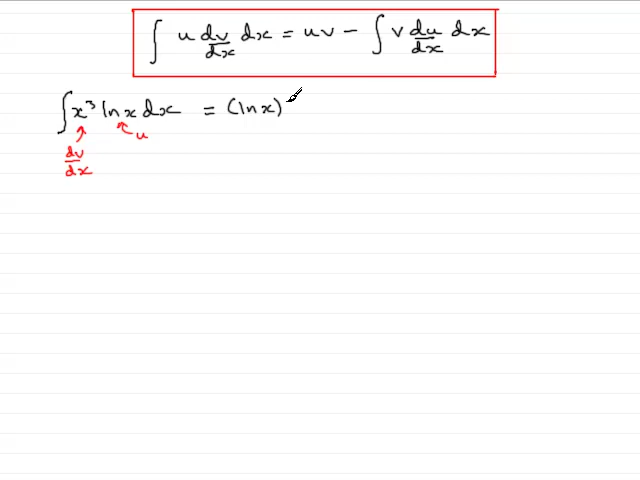 ∫ u dv/dx dx = uv − ∫ v du/dx dx
∫ x³ ln x dx = (ln x)
u
dv/dx